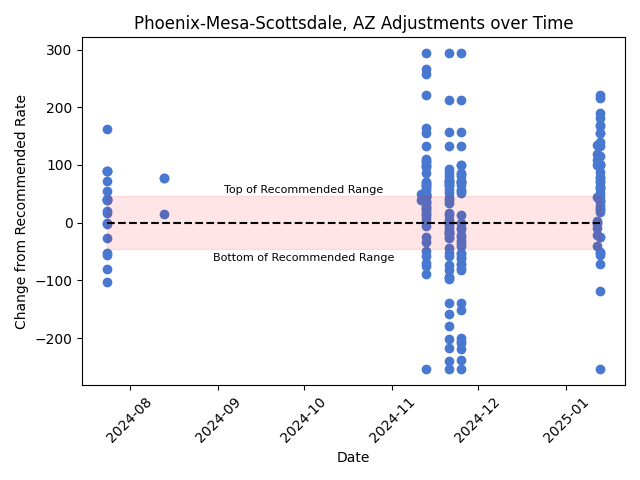 Phoenix-Mesa-Scottsdale, AZ Adjustments over Time
Change from Recommended Rate
300
200
100
0
−100
−200
Top of Recommended Range
Bottom of Recommended Range
2024-08
2024-09
2024-10
2024-11
2024-12
2025-01
Date